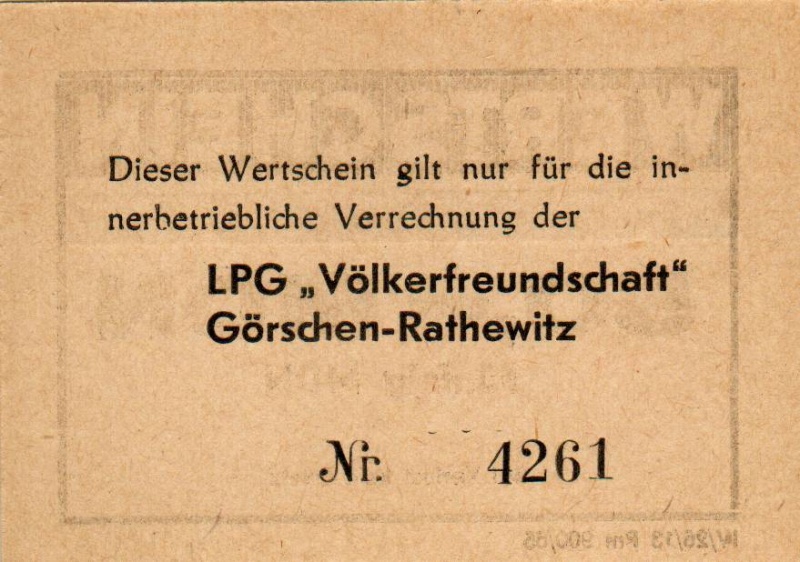 Dieser Wertschein gilt nur für die in-
nerbetriebliche Verrechnung der
LPG „Völkerfreundschaft“
Görschen-Rathewitz
Nr. 4261